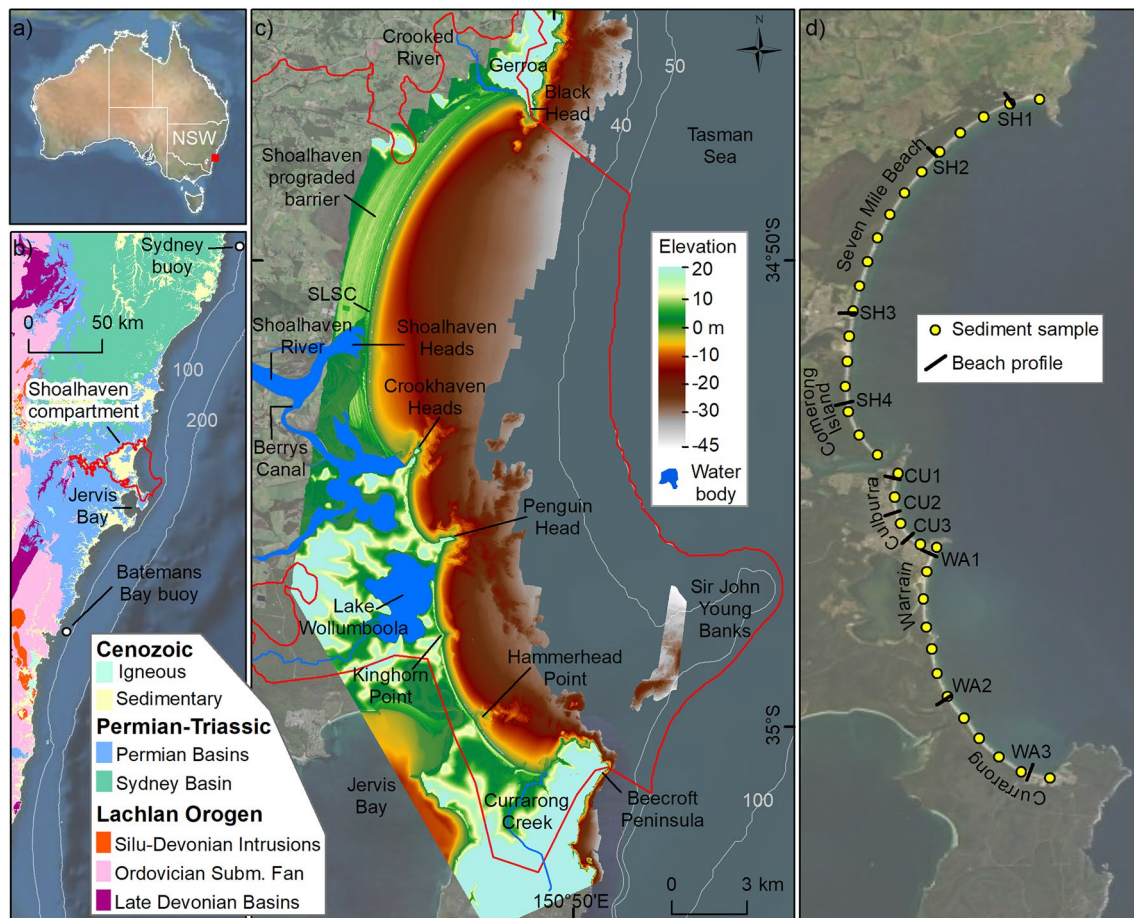 a)
NSW
b)
Sydney
buoy
0
50 km
100
200
Shoalhaven
compartment
Jervis
Bay
Batemans
Bay buoy
Cenozoic
Igneous
Sedimentary
Permian-Triassic
Permian Basins
Sydney Basin
Lachlan Orogen
Silu-Devonian Intrusions
Ordovician Subm. Fan
Late Devonian Basins
c)
N
Crooked
River
Gerroa
Black
Head
50
40
Tasman
Sea
Shoalhaven
prograded
barrier
34°50'S
Elevation
20
10
0 m
-10
-20
-30
-45
Water
body
SLSC
Shoalhaven
River
Shoalhaven
Heads
Crookhaven
Heads
Berrys
Canal
Penguin
Head
Lake
Wollumboola
Sir John
Young
Banks
Kinghorn
Point
Hammerhead
Point
35°S
Jervis
Bay
Currarong
Creek
Beecroft
Peninsula
100
0
3 km
150°50'E
d)
SH1
SH2
Seven Mile Beach
SH3
Sediment sample
Beach profile
Comerong
Island
SH4
CU1
CU2
CU3
Culburra
WA1
Warrain
WA2
WA3
Currarong